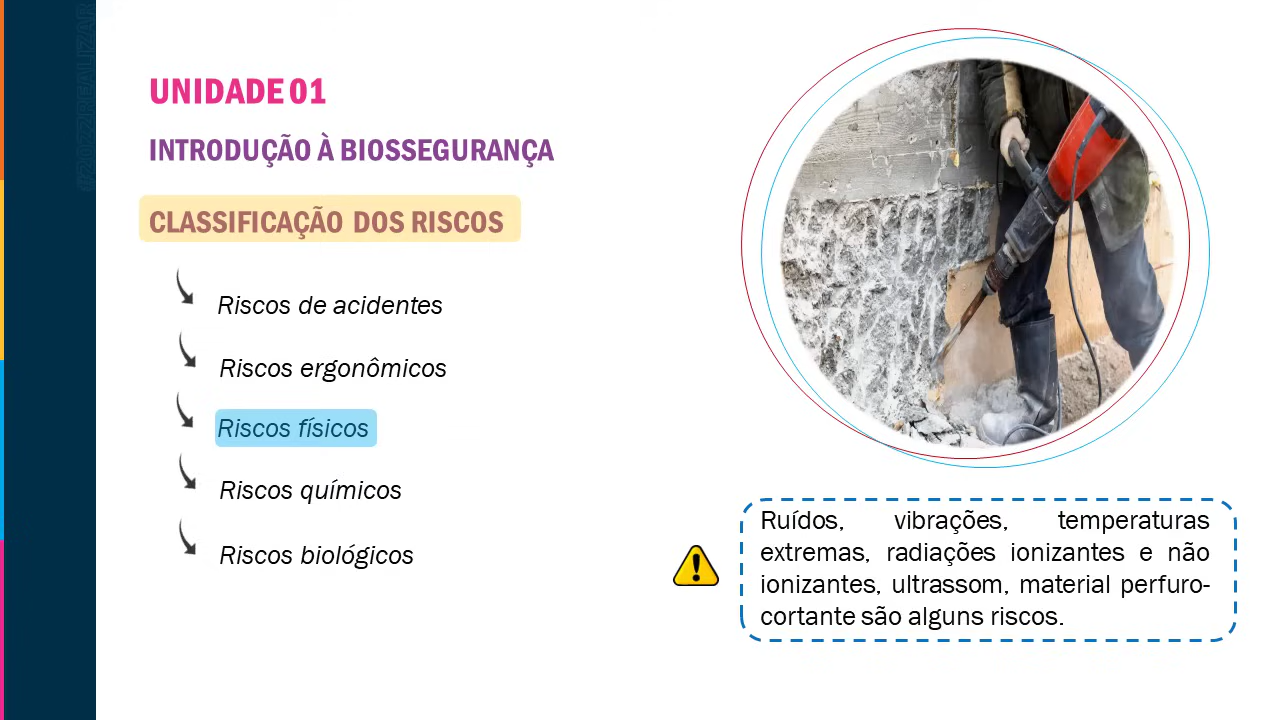 #2022REALIZAR
UNIDADE 01
INTRODUÇÃO À BIOSSEGURANÇA
CLASSIFICAÇÃO DOS RISCOS
Riscos de acidentes
Riscos ergonômicos
Riscos físicos
Riscos químicos
Riscos biológicos
Ruídos, vibrações, temperaturas
extremas, radiações ionizantes e não
ionizantes, ultrassom, material perfuro-
cortante são alguns riscos.